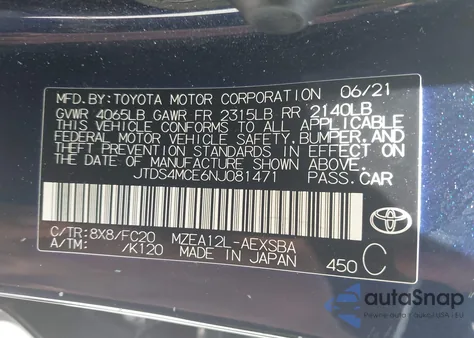 MFD.BY:TOYOTA MOTOR CORPORATION 06/21
GVWR 4065LB GAWR FR 2315LB RR 2140LB
THIS VEHICLE CONFORMS TO ALL APPLICABLE
FEDERAL MOTOR VEHICLE SAFETY,BUMPER, AND
THEFT PREVENTION STANDARDS IN EFFECT ON
THE DATE OF MANUFACTURE SHOWN ABOVE.
JTDS4MCE6NJ081471
PASS.CAR
C/TR:8X8/FC20 MZEA12L-AEXSBA
A/TM: /K120 MADE IN JAPAN 450 C
autoSnap